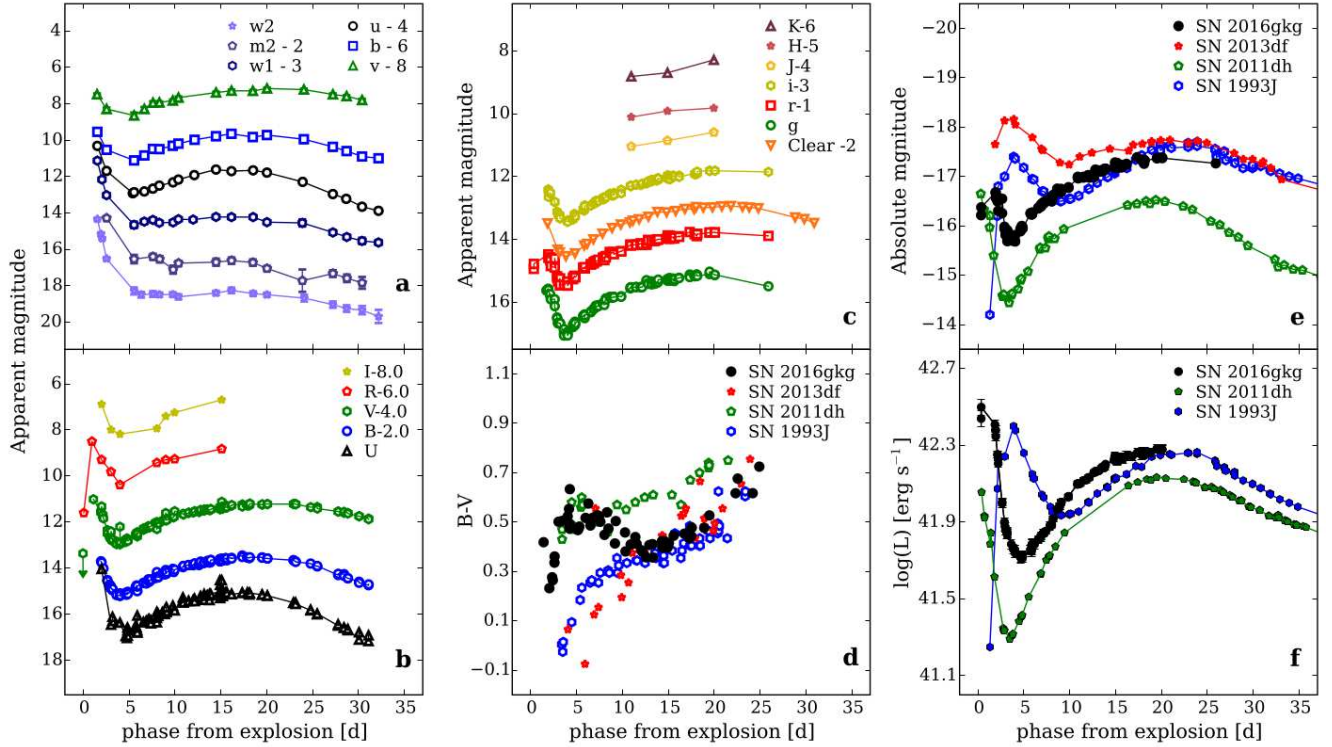 4
6
8
10
12
14
16
18
20
Apparent magnitude
w2
m2 - 2
w1 - 3
u - 4
b - 6
v - 8
a
6
8
10
12
14
16
18
I-8.0
R-6.0
V-4.0
B-2.0
U
b
0 5 10 15 20 25 30 35
phase from explosion [d]
8
10
12
14
16
Apparent magnitude
K-6
H-5
J-4
i-3
r-1
g
Clear -2
c
1.1
0.9
0.7
0.5
0.3
0.1
−0.1
B-V
SN 2016gkg
SN 2013df
SN 2011dh
SN 1993J
d
0 5 10 15 20 25 30 35
phase from explosion [d]
−20
−19
−18
−17
−16
−15
−14
Absolute magnitude
SN 2016gkg
SN 2013df
SN 2011dh
SN 1993J
e
42.7
42.3
41.9
41.5
41.1
log(L) [erg s⁻¹]
SN 2016gkg
SN 2011dh
SN 1993J
f
0 5 10 15 20 25 30 35
phase from explosion [d]